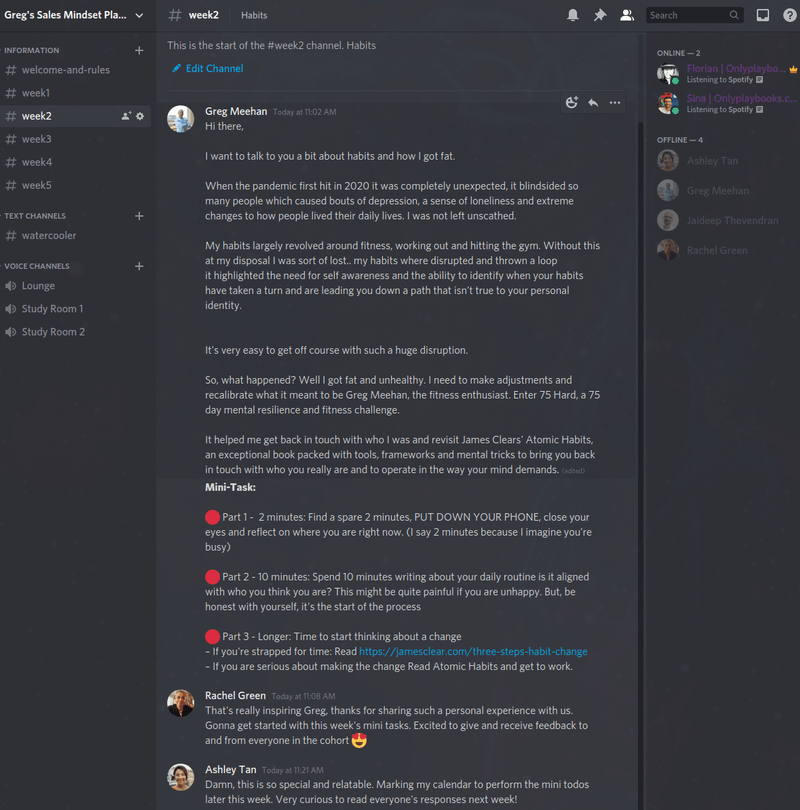 Greg's Sales Mindset Pla...
INFORMATION
welcome-and-rules
week1
week2
week3
week4
week5
TEXT CHANNELS
watercooler
VOICE CHANNELS
Lounge
Study Room 1
Study Room 2
week2
Habits
Search
This is the start of the #week2 channel. Habits
Edit Channel
Greg Meehan Today at 11:02 AM
Hi there,
I want to talk to you a bit about habits and how I got fat.
When the pandemic first hit in 2020 it was completely unexpected, it blindsided so
many people which caused bouts of depression, a sense of loneliness and extreme
changes to how people lived their daily lives. I was not left unscathed.
My habits largely revolved around fitness, working out and hitting the gym. Without this
at my disposal I was sort of lost.. my habits where disrupted and thrown a loop
it highlighted the need for self awareness and the ability to identify when your habits
have taken a turn and are leading you down a path that isn't true to your personal
identity.
It's very easy to get off course with such a huge disruption.
So, what happened? Well I got fat and unhealthy. I need to make adjustments and
recalibrate what it meant to be Greg Meehan, the fitness enthusiast. Enter 75 Hard, a 75
day mental resilience and fitness challenge.
It helped me get back in touch with who I was and revisit James Clears' Atomic Habits,
an exceptional book packed with tools, frameworks and mental tricks to bring you back
in touch with who you really are and to operate in the way your mind demands. (edited)
Mini-Task:
Part 1 - 2 minutes: Find a spare 2 minutes, PUT DOWN YOUR PHONE, close your
eyes and reflect on where you are right now. (I say 2 minutes because I imagine you're
busy)
Part 2 - 10 minutes: Spend 10 minutes writing about your daily routine is it aligned
with who you think you are? This might be quite painful if you are unhappy. But, be
honest with yourself, it's the start of the process
Part 3 - Longer: Time to start thinking about a change
– If you're strapped for time: Read https://jamesclear.com/three-steps-habit-change
– If you are serious about making the change Read Atomic Habits and get to work.
Rachel Green Today at 11:08 AM
That's really inspiring Greg, thanks for sharing such a personal experience with us.
Gonna get started with this week's mini tasks. Excited to give and receive feedback to
and from everyone in the cohort
Ashley Tan Today at 11:21 AM
Damn, this is so special and relatable. Marking my calendar to perform the mini todos
later this week. Very curious to read everyone's responses next week!
ONLINE — 2
Florian | Onlyplaybo...
Listening to Spotify
Sina | Onlyplaybooks.c...
Listening to Spotify
OFFLINE — 4
Ashley Tan
Greg Meehan
Jaideep Thevendran
Rachel Green